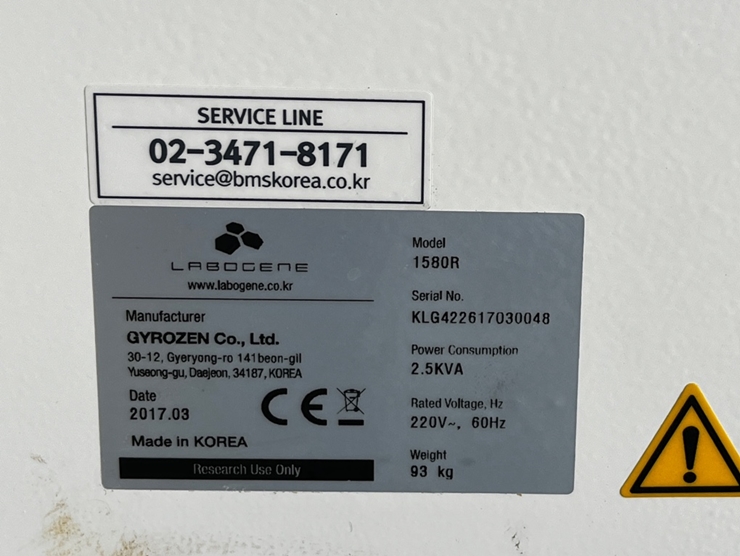 SERVICE LINE
02-3471-8171
service@bmskorea.co.kr
LABOGENE
www.labogene.co.kr
Manufacturer
GYROZEN Co., Ltd.
30-12, Gyeryong-ro 141beon-gil
Yuseong-gu, Daejeon, 34187, KOREA
Date
2017.03
CE
Made in KOREA
Research Use Only
Model
1580R
Serial No.
KLG422617030048
Power Consumption
2.5KVA
Rated Voltage, Hz
220V~, 60Hz
Weight
93 kg